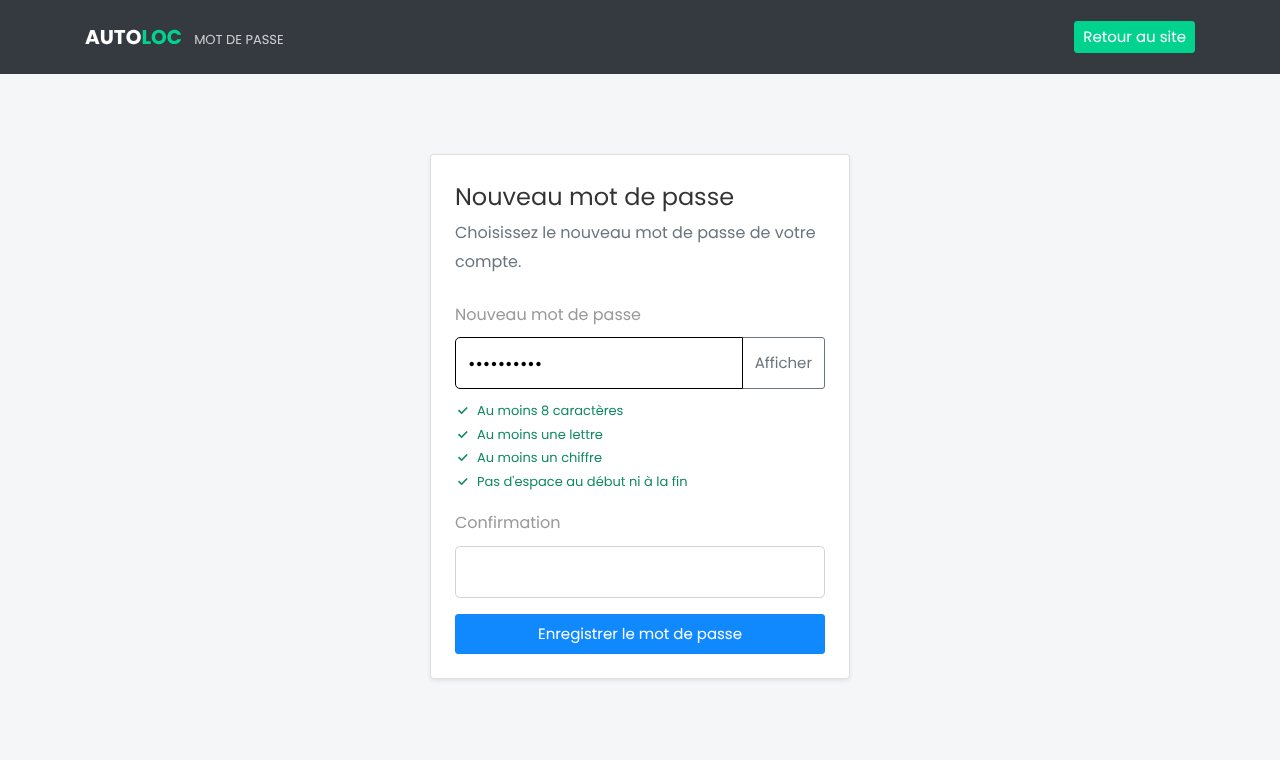 AUTOLOC MOT DE PASSE
Retour au site
Nouveau mot de passe
Choisissez le nouveau mot de passe de votre
compte.
Nouveau mot de passe
••••••••••
Afficher
Au moins 8 caractères
Au moins une lettre
Au moins un chiffre
Pas d'espace au début ni à la fin
Confirmation
Enregistrer le mot de passe